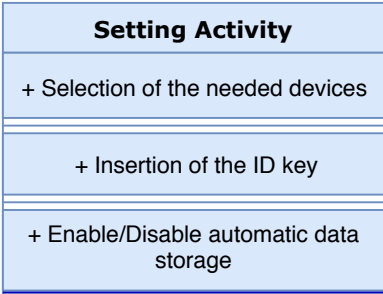 Setting Activity
+ Selection of the needed devices
+ Insertion of the ID key
+ Enable/Disable automatic data
storage